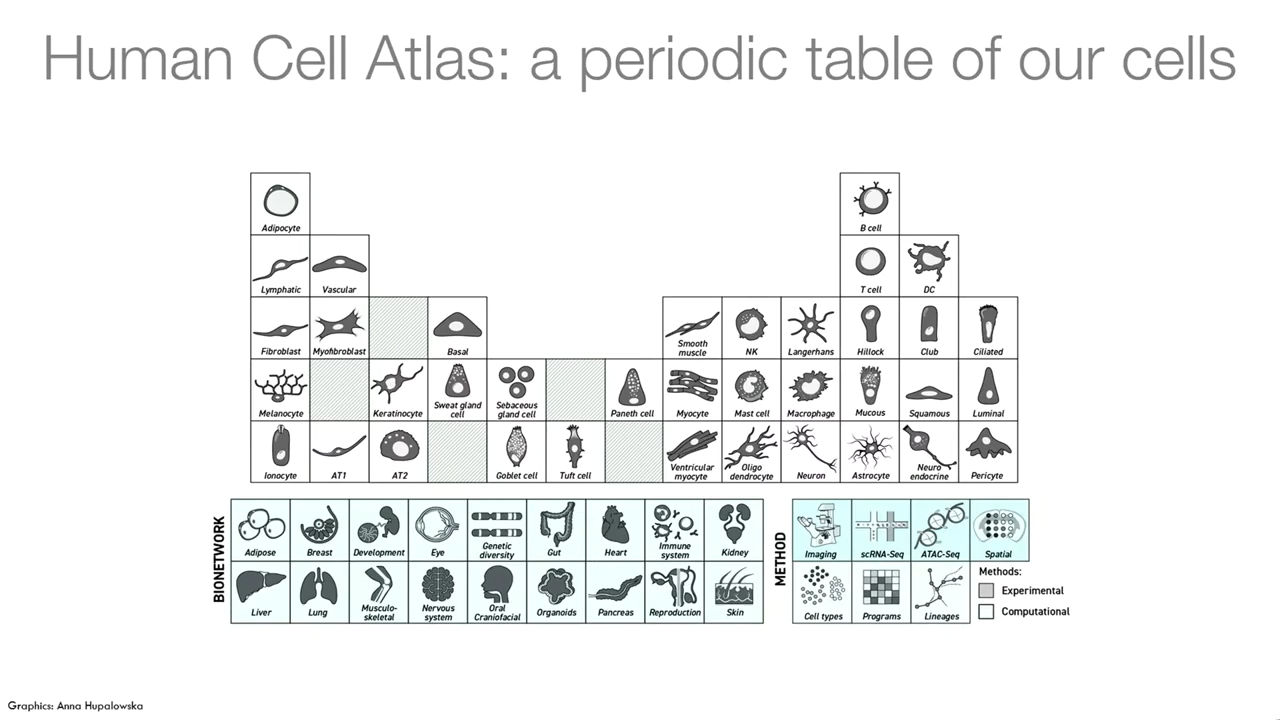 Human Cell Atlas: a periodic table of our cells
Adipocyte
B cell
Lymphatic
Vascular
T cell
DC
Fibroblast
Myofibroblast
Basal
Smooth
muscle
NK
Langerhans
Hillock
Club
Ciliated
Melanocyte
Keratinocyte
Sweat gland
cell
Sebaceous
gland cell
Paneth cell
Myocyte
Mast cell
Macrophage
Mucous
Squamous
Luminal
Ionocyte
AT1
AT2
Goblet cell
Tuft cell
Ventricular
myocyte
Oligo
dendrocyte
Neuron
Astrocyte
Neuro
endocrine
Pericyte
BIONETWORK
Adipose
Breast
Development
Eye
Genetic
diversity
Gut
Heart
Immune
system
Kidney
Liver
Lung
Musculo-
skeletal
Nervous
system
Oral
Craniofacial
Organoids
Pancreas
Reproduction
Skin
METHOD
Imaging
scRNA-Seq
ATAC-Seq
Spatial
Cell types
Programs
Lineages
Methods:
Experimental
Computational
Graphics: Anna Hupalowska